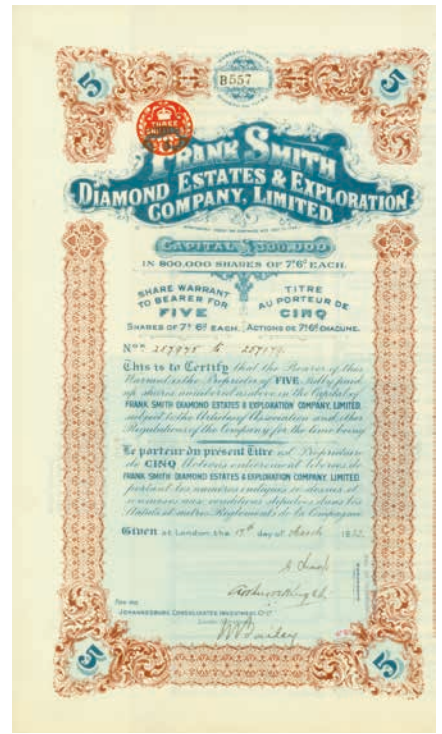 B557
5
5
THREE
FRANK SMITH
DIAMOND ESTATES & EXPLORATION
COMPANY, LIMITED.
CAPITAL £300,000
IN 800,000 SHARES OF 7/6 EACH.
SHARE WARRANT TO BEARER FOR FIVE
SHARES OF 7/6 EACH.
TITRE AU PORTEUR DE CINQ
ACTIONS DE 7/6 CHACUNE.
Nos. 257975 to
This is to Certify that the Bearer of this
Warrant is the Proprietor of FIVE fully paid
up shares numbered as above in the Capital of
FRANK SMITH DIAMOND ESTATES & EXPLORATION COMPANY, LIMITED
subject to the Articles of Association and other
Regulations of the Company for the time being
Le porteur du présent Titre est Propriétaire
de CINQ Actions entièrement libérées de
FRANK SMITH DIAMOND ESTATES & EXPLORATION COMPANY, LIMITED
portant les numéros indiqués ci-dessus et
soumises aux conditions stipulées dans les
Statuts et autres Règlements de la Compagnie
Given at London, the day of March
FOR THE
JOHANNESBURG CONSOLIDATED INVESTMENT CO
5
5